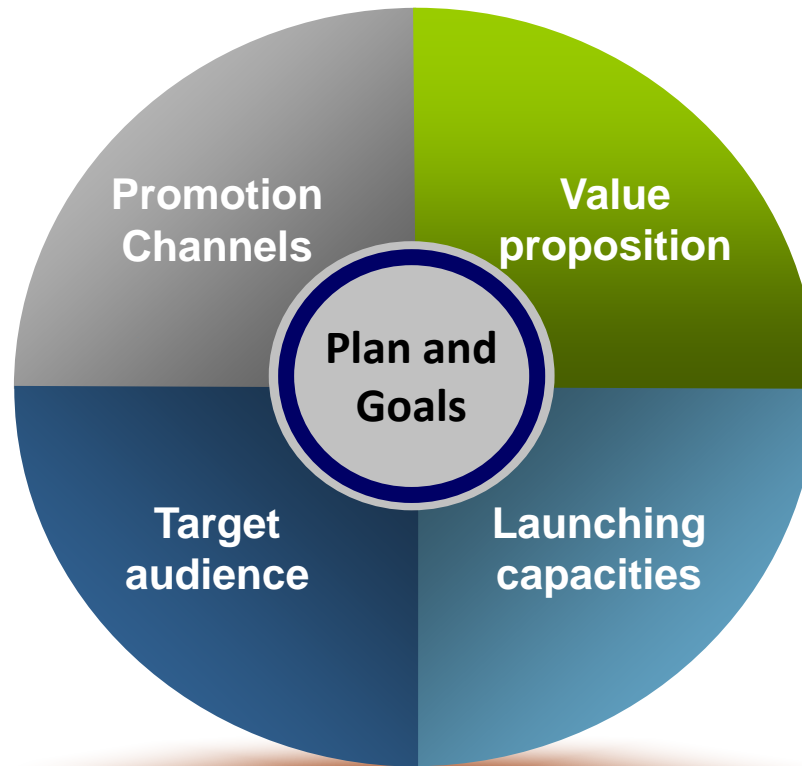 Promotion
Channels
Value
proposition
Plan and
Goals
Target
audience
Launching
capacities